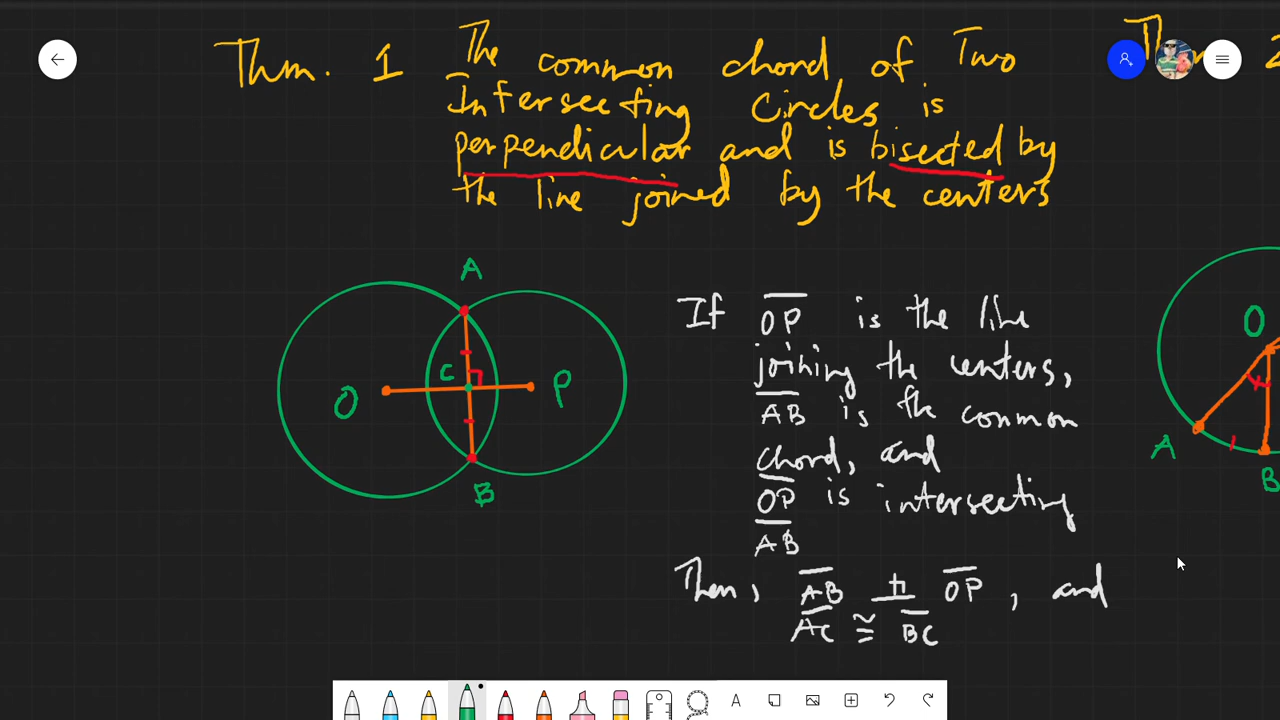 Thm. 1 The common chord of Two
Intersecting Circles is
perpendicular and is bisected by
the line joined by the centers
A
O
C
P
B
If OP is the line
joining the centers,
AB is the common
chord, and
OP is intersecting
AB
Then, AB ⊥ OP, and
AC ≅ BC
2
O
A
B
A